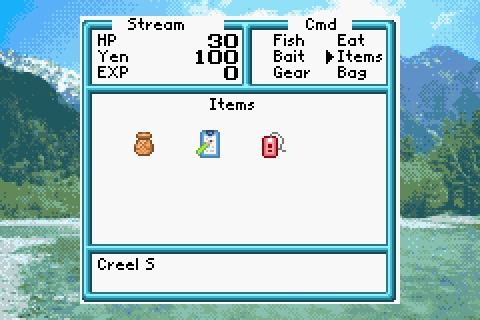 Stream
HP 30
Yen 100
EXP 0
Cmd
Fish Eat
Bait Items
Gear Bag
Items
Creel S